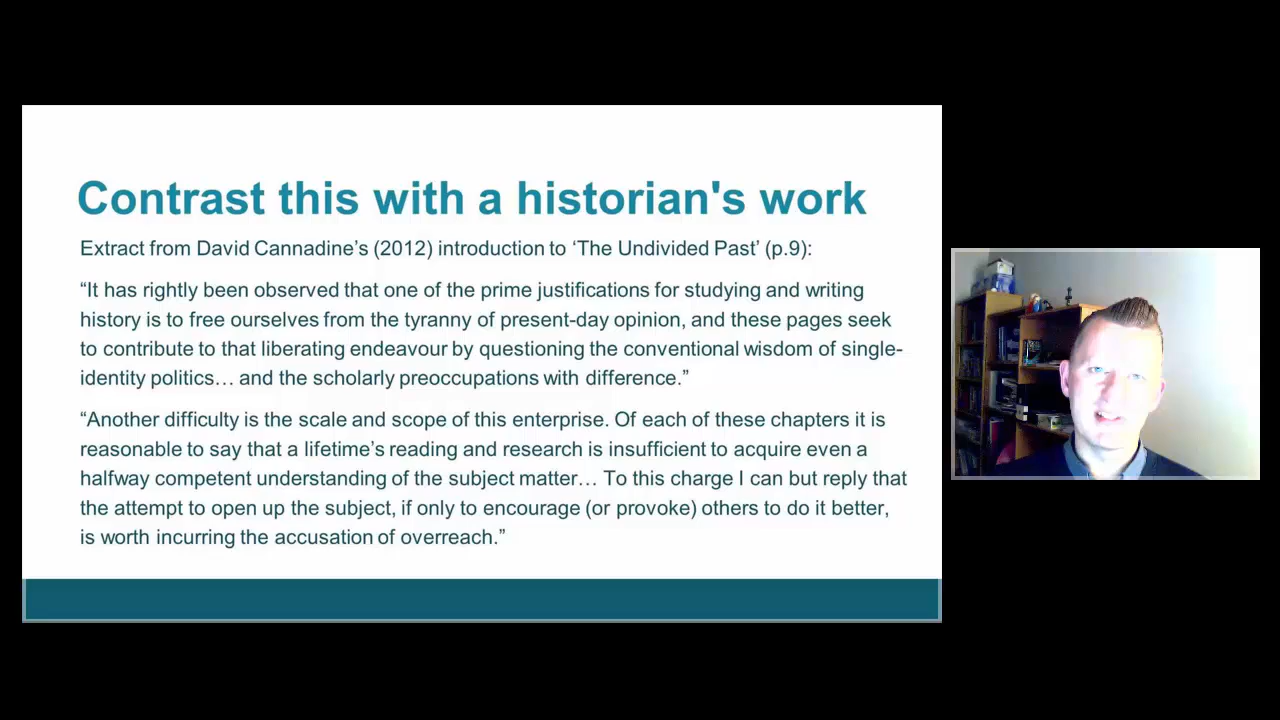 Contrast this with a historian's work
Extract from David Cannadine’s (2012) introduction to ‘The Undivided Past’ (p.9):
“It has rightly been observed that one of the prime justifications for studying and writing
history is to free ourselves from the tyranny of present-day opinion, and these pages seek
to contribute to that liberating endeavour by questioning the conventional wisdom of single-
identity politics… and the scholarly preoccupations with difference.”
“Another difficulty is the scale and scope of this enterprise. Of each of these chapters it is
reasonable to say that a lifetime’s reading and research is insufficient to acquire even a
halfway competent understanding of the subject matter… To this charge I can but reply that
the attempt to open up the subject, if only to encourage (or provoke) others to do it better,
is worth incurring the accusation of overreach.”